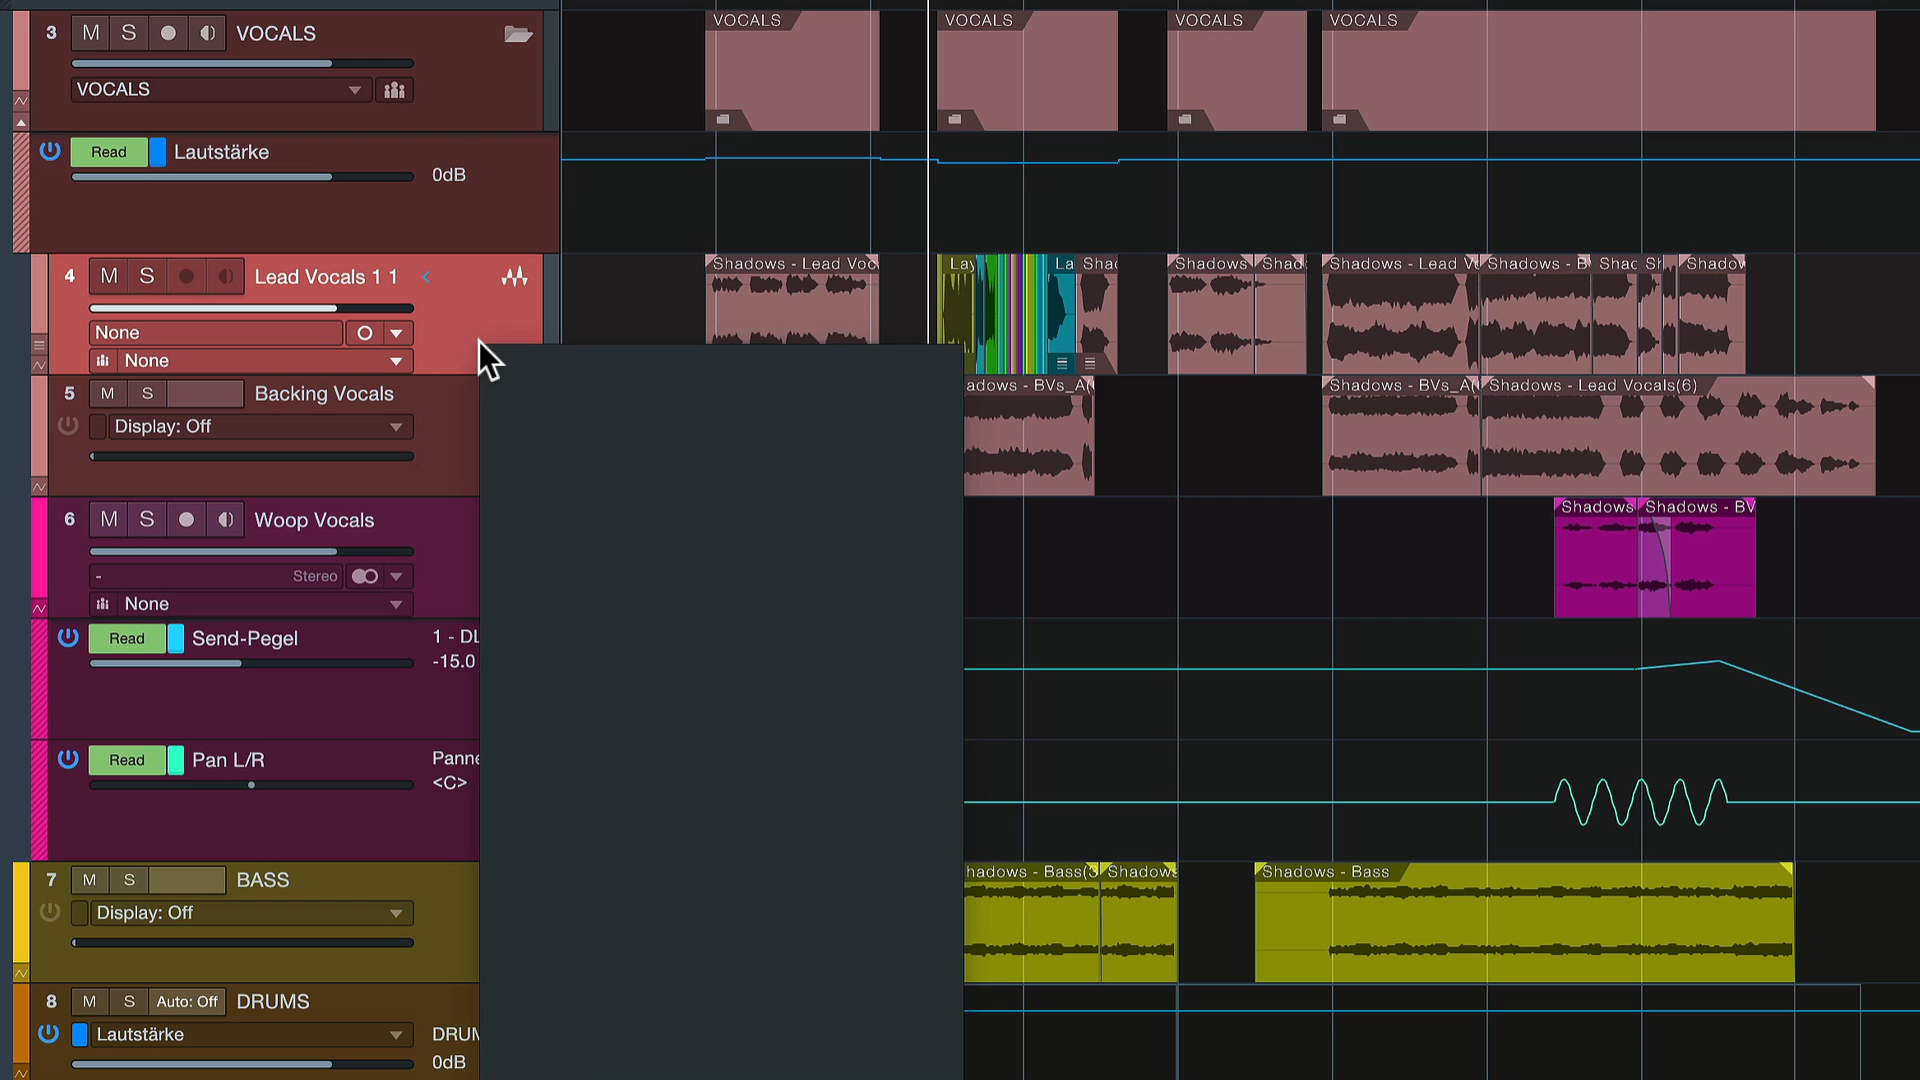 3 M S VOCALS
VOCALS
VOCALS VOCALS VOCALS VOCALS
Read Lautstärke
0dB
4 M S Lead Vocals 1 1
None
None
Shadows - Lead Voc Lay La Sha Shadows Shad Shadows - Lead Vo Shadows - B Shac Sh Shadow
5 M S Backing Vocals
Display: Off
adows - BVs_A( Shadows - BVs_A( Shadows - Lead Vocals(6)
6 M S Woop Vocals
- Stereo
None
Shadows Shadows - BV
Read Send-Pegel 1 - DL
-15.0
Read Pan L/R Panne
<C>
7 M S BASS
Display: Off
hadows - Bass(3 Shadows Shadows - Bass
8 M S Auto: Off DRUMS
Lautstärke DRUM
0dB